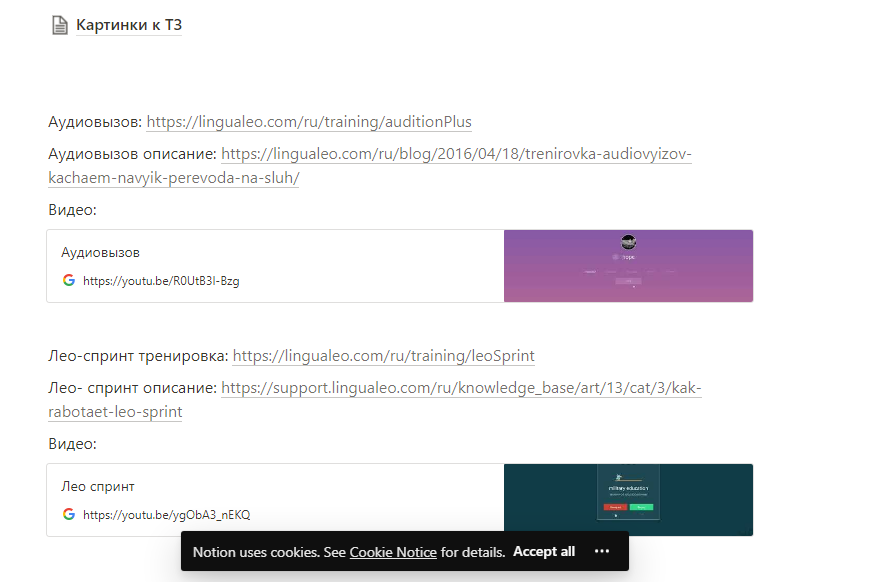 Картинки к ТЗ
Аудиовызов: https://lingualeo.com/ru/training/auditionPlus
Аудиовызов описание: https://lingualeo.com/ru/blog/2016/04/18/trenirovka-audiovyizov-
kachaem-navyik-perevoda-na-sluh/
Видео:
Аудиовызов
https://youtu.be/R0UtB3I-Bzg
Лео-спринт тренировка: https://lingualeo.com/ru/training/leoSprint
Лео- спринт описание: https://support.lingualeo.com/ru/knowledge_base/art/13/cat/3/kak-
rabotaet-leo-sprint
Видео:
Лео спринт
https://youtu.be/ygObA3_nEKQ
military education
Notion uses cookies. See Cookie Notice for details. Accept all